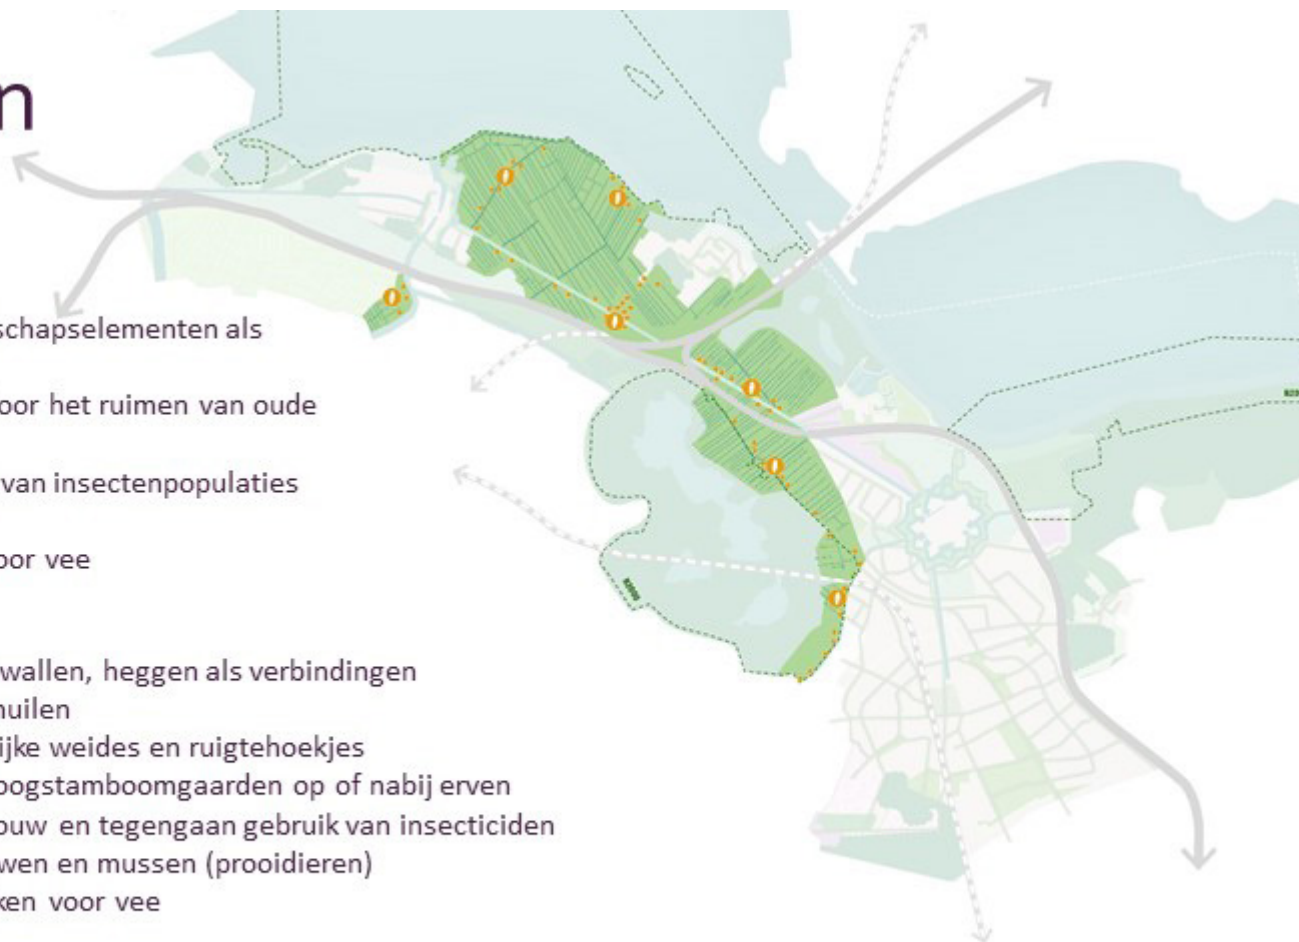 n
schapselementen als
oor het ruimen van oude
van insectenpopulaties
oor vee
wallen, heggen als verbindingen
huilen
ijke weides en ruigtehoekjes
oogstamboomgaarden op of nabij erven
ouw en tegengaan gebruik van insecticiden
wen en mussen (prooidieren)
ken voor vee